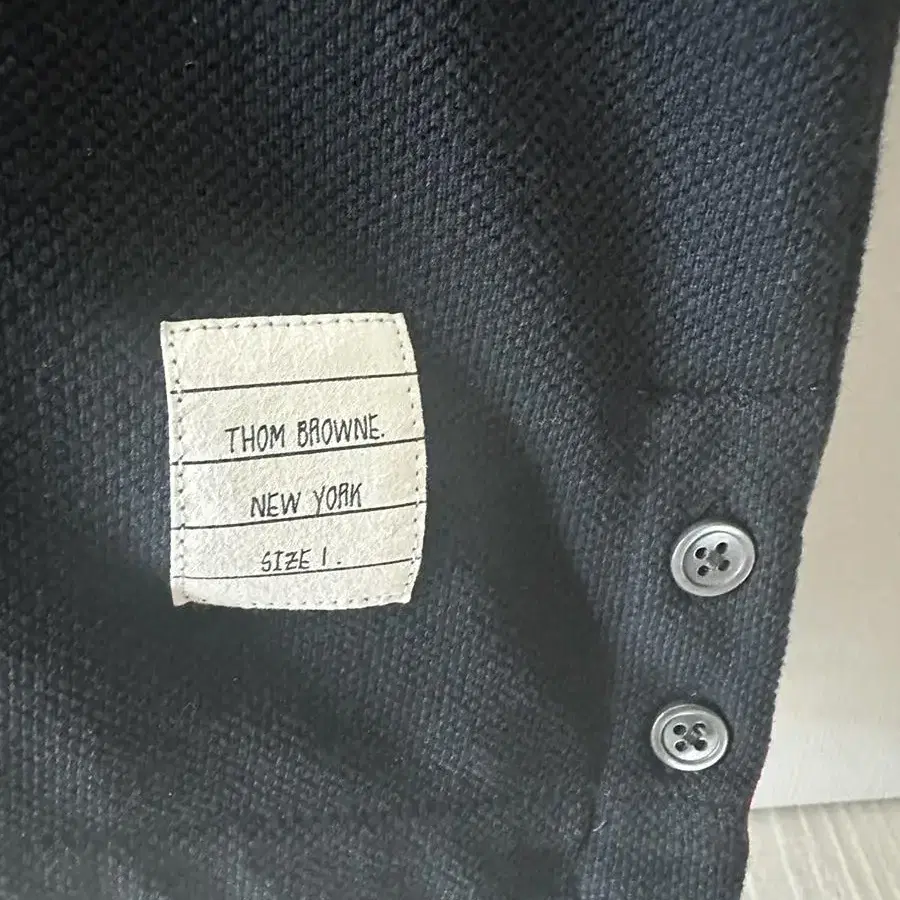 THOM BROWNE.
NEW YORK
SIZE 1.